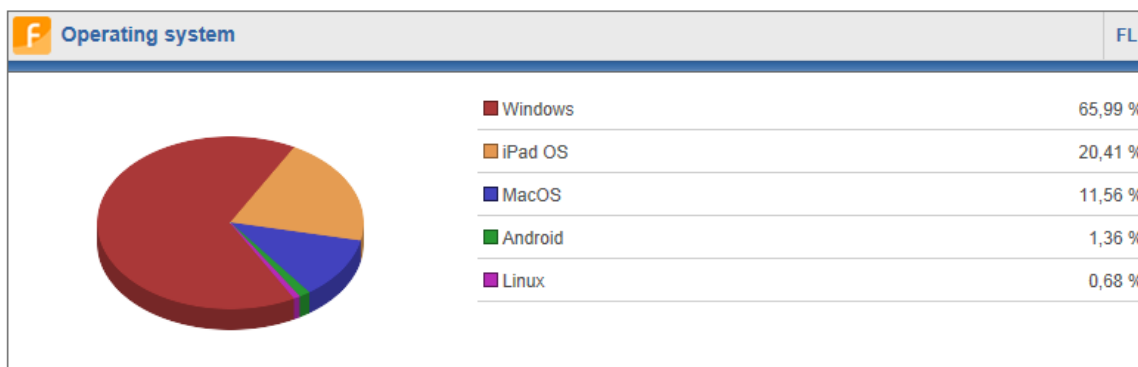 Operating system FL
Windows 65,99 %
iPad OS 20,41 %
MacOS 11,56 %
Android 1,36 %
Linux 0,68 %